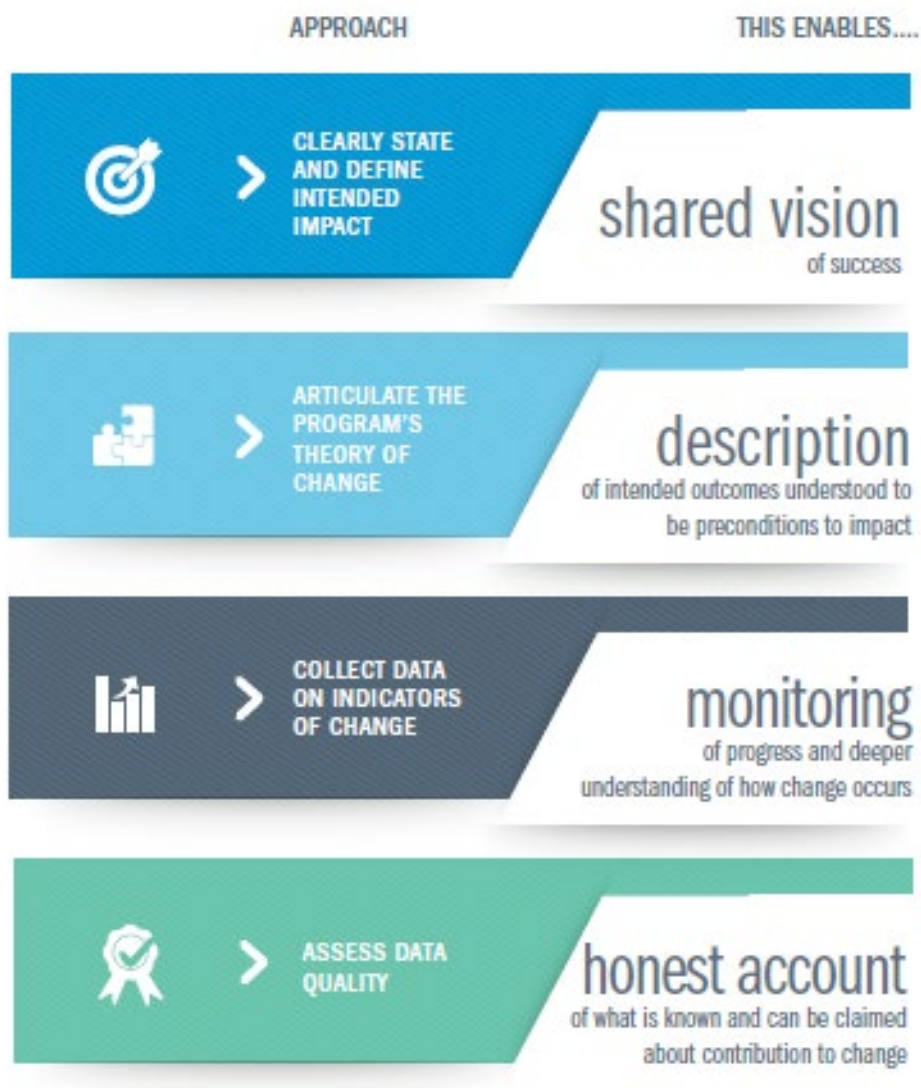 APPROACH
THIS ENABLES....
CLEARLY STATE
AND DEFINE
INTENDED
IMPACT
shared vision
of success
ARTICULATE THE
PROGRAM'S
THEORY OF
CHANGE
description
of intended outcomes understood to
be preconditions to impact
COLLECT DATA
ON INDICATORS
OF CHANGE
monitoring
of progress and deeper
understanding of how change occurs
ASSESS DATA
QUALITY
honest account
of what is known and can be claimed
about contribution to change